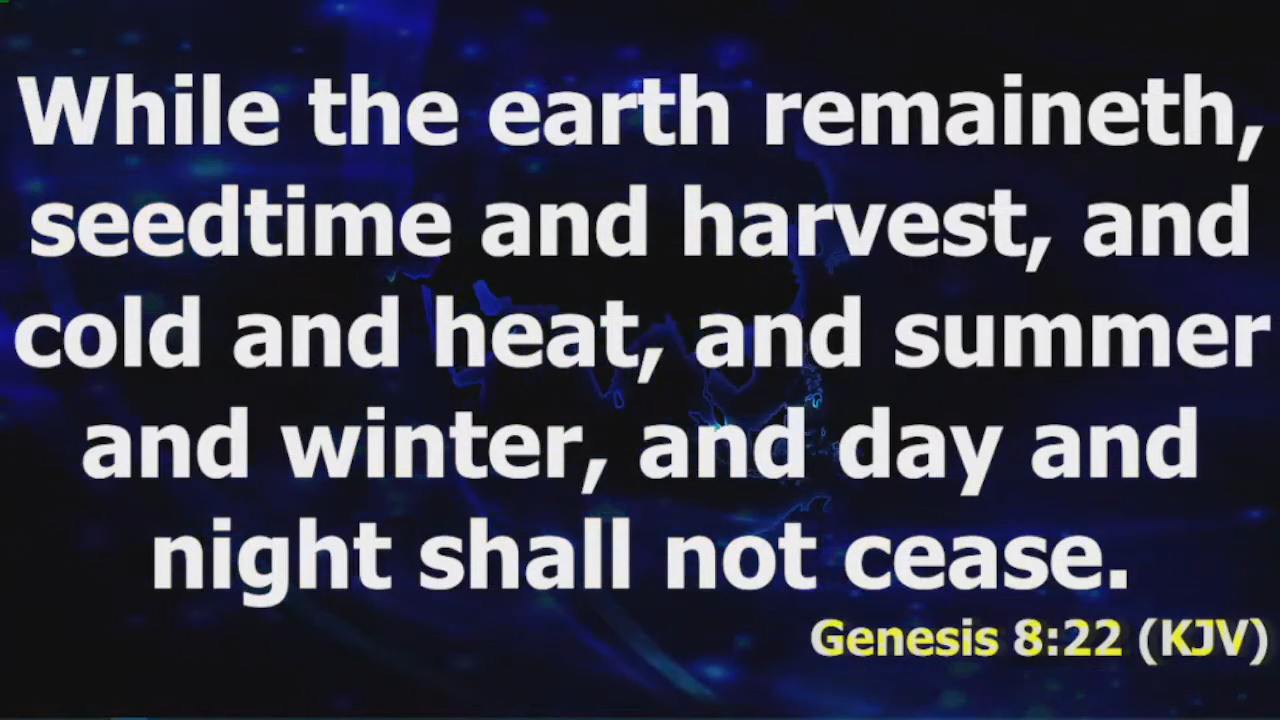 While the earth remaineth,
seedtime and harvest, and
cold and heat, and summer
and winter, and day and
night shall not cease.
Genesis 8:22 (KJV)